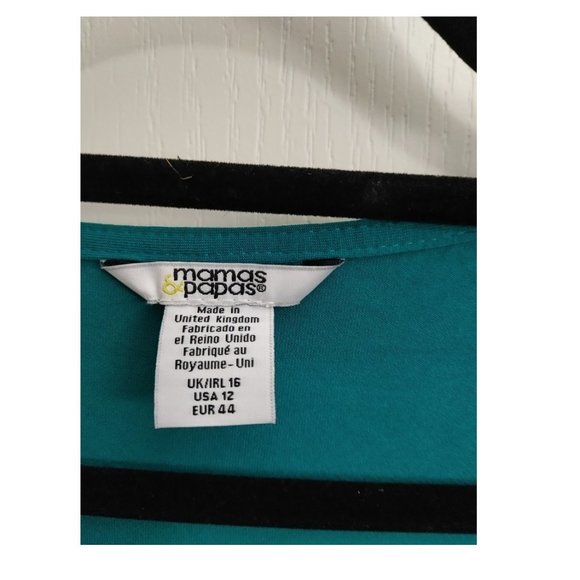 mamas
&papas®
Made in
United Kingdom
Fabricado en
el Reino Unido
Fabriqué au
Royaume-Uni
UK/IRL 16
USA 12
EUR 44